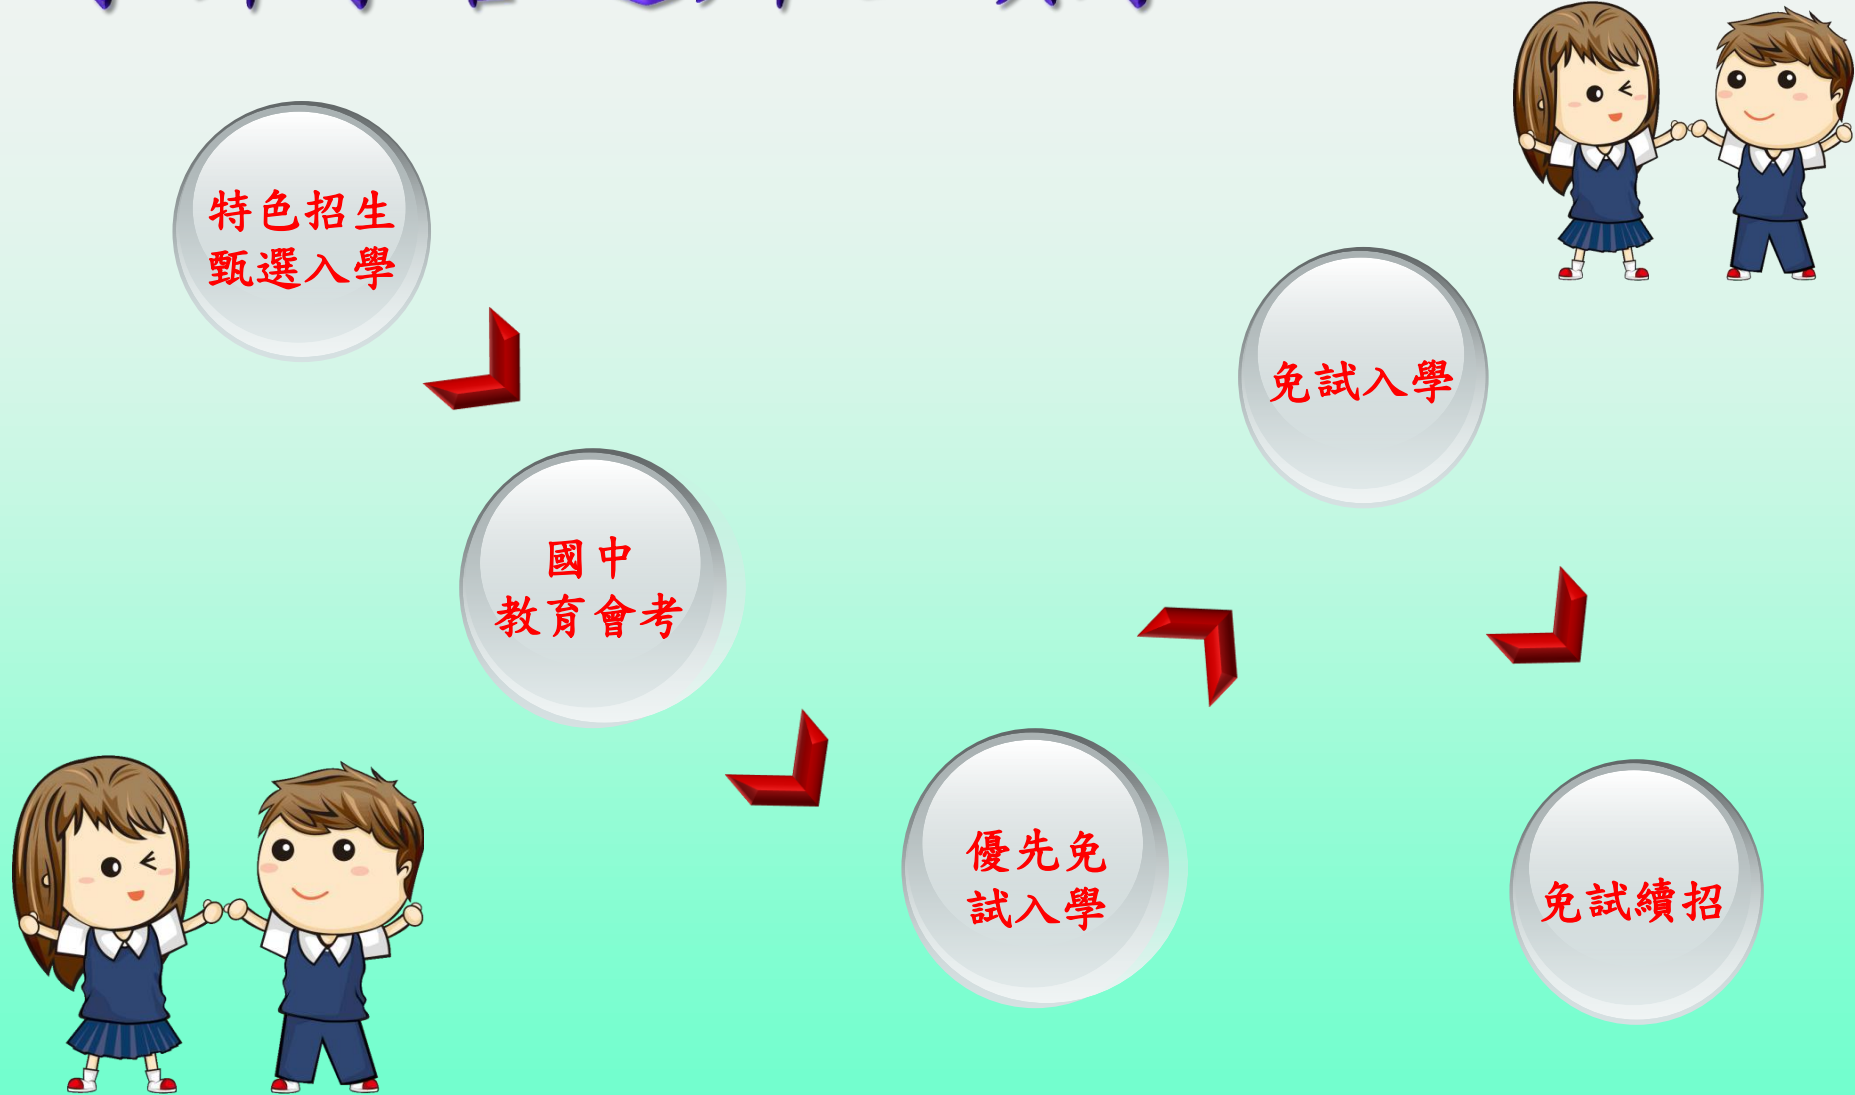 特色招生
甄選入學
國中
教育會考
優先免
試入學
免試入學
免試續招